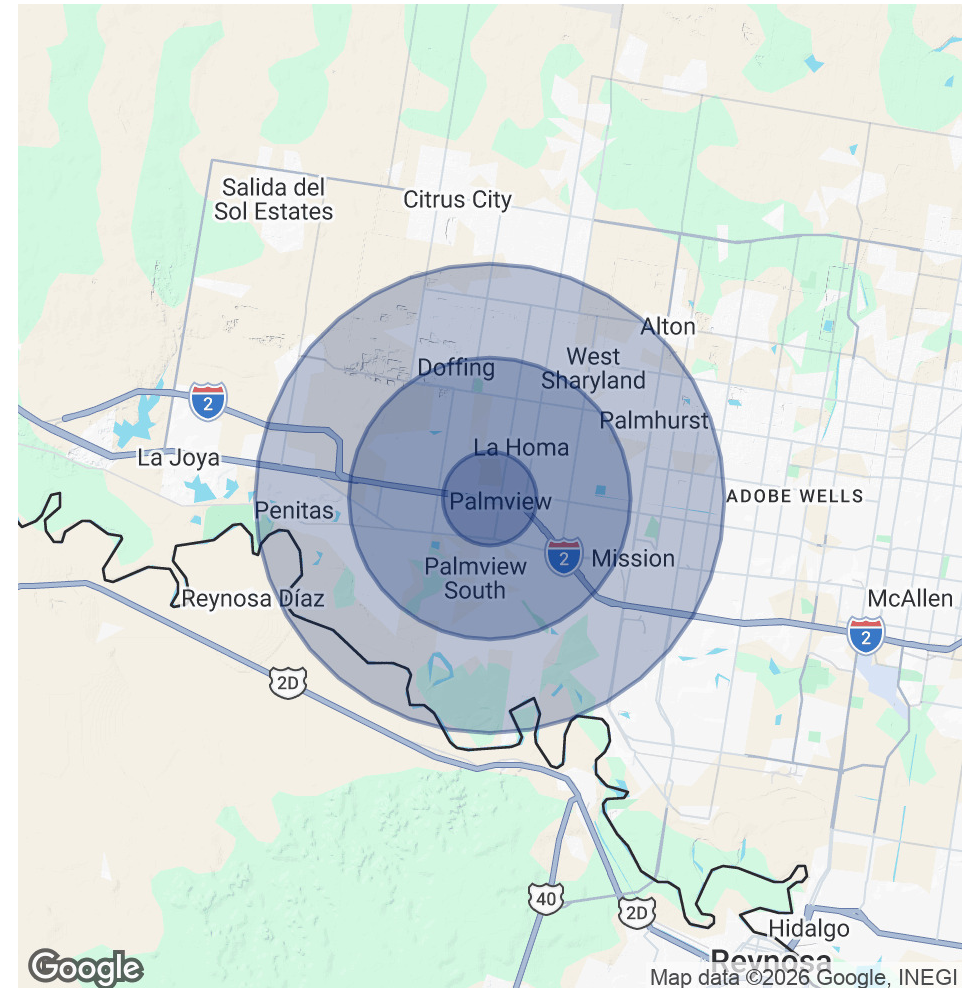 Salida del
Sol Estates
Citrus City
Alton
West
Sharyland
Doffing
Palmhurst
2
La Homa
La Joya
Palmview
ADOBE WELLS
Penitas
2
Mission
Palmview
South
Reynosa Díaz
McAllen
2
2D
40
2D
Hidalgo
Reynosa
Google
Map data ©2026 Google, INEGI